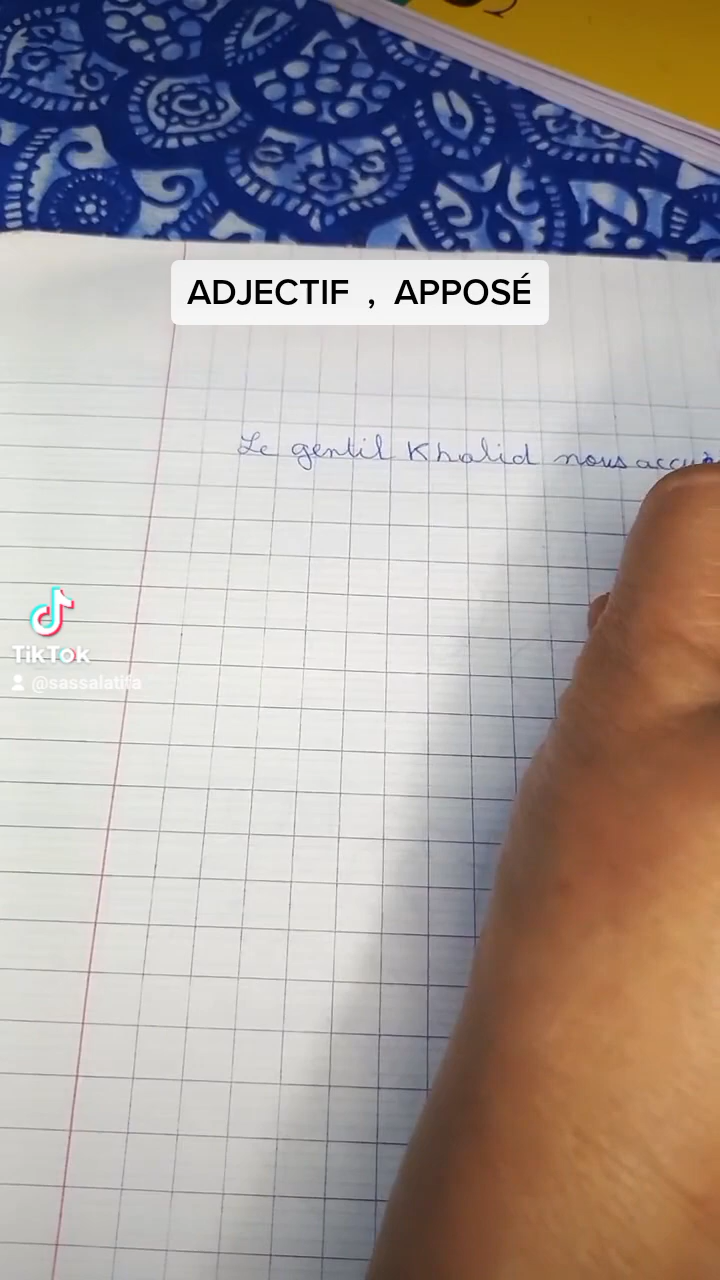 ADJECTIF , APPOSÉ
Le gentil Khalid nous
TikTok
@sassalatifa